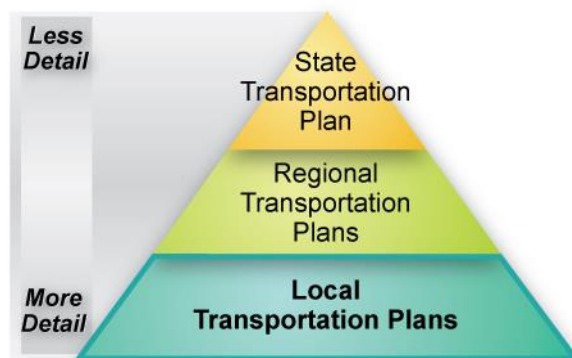 Less
Detail
State
Transportation
Plan
Regional
Transportation
Plans
More
Detail
Local
Transportation Plans